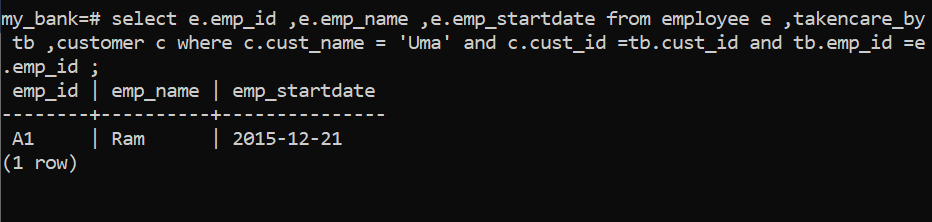 my_bank=# select e.emp_id ,e.emp_name ,e.emp_startdate from employee e ,takencare_by
 tb ,customer c where c.cust_name = 'Uma' and c.cust_id =tb.cust_id and tb.emp_id =e
.emp_id ;
 emp_id | emp_name | emp_startdate
--------+----------+---------------
 A1     | Ram      | 2015-12-21
(1 row)